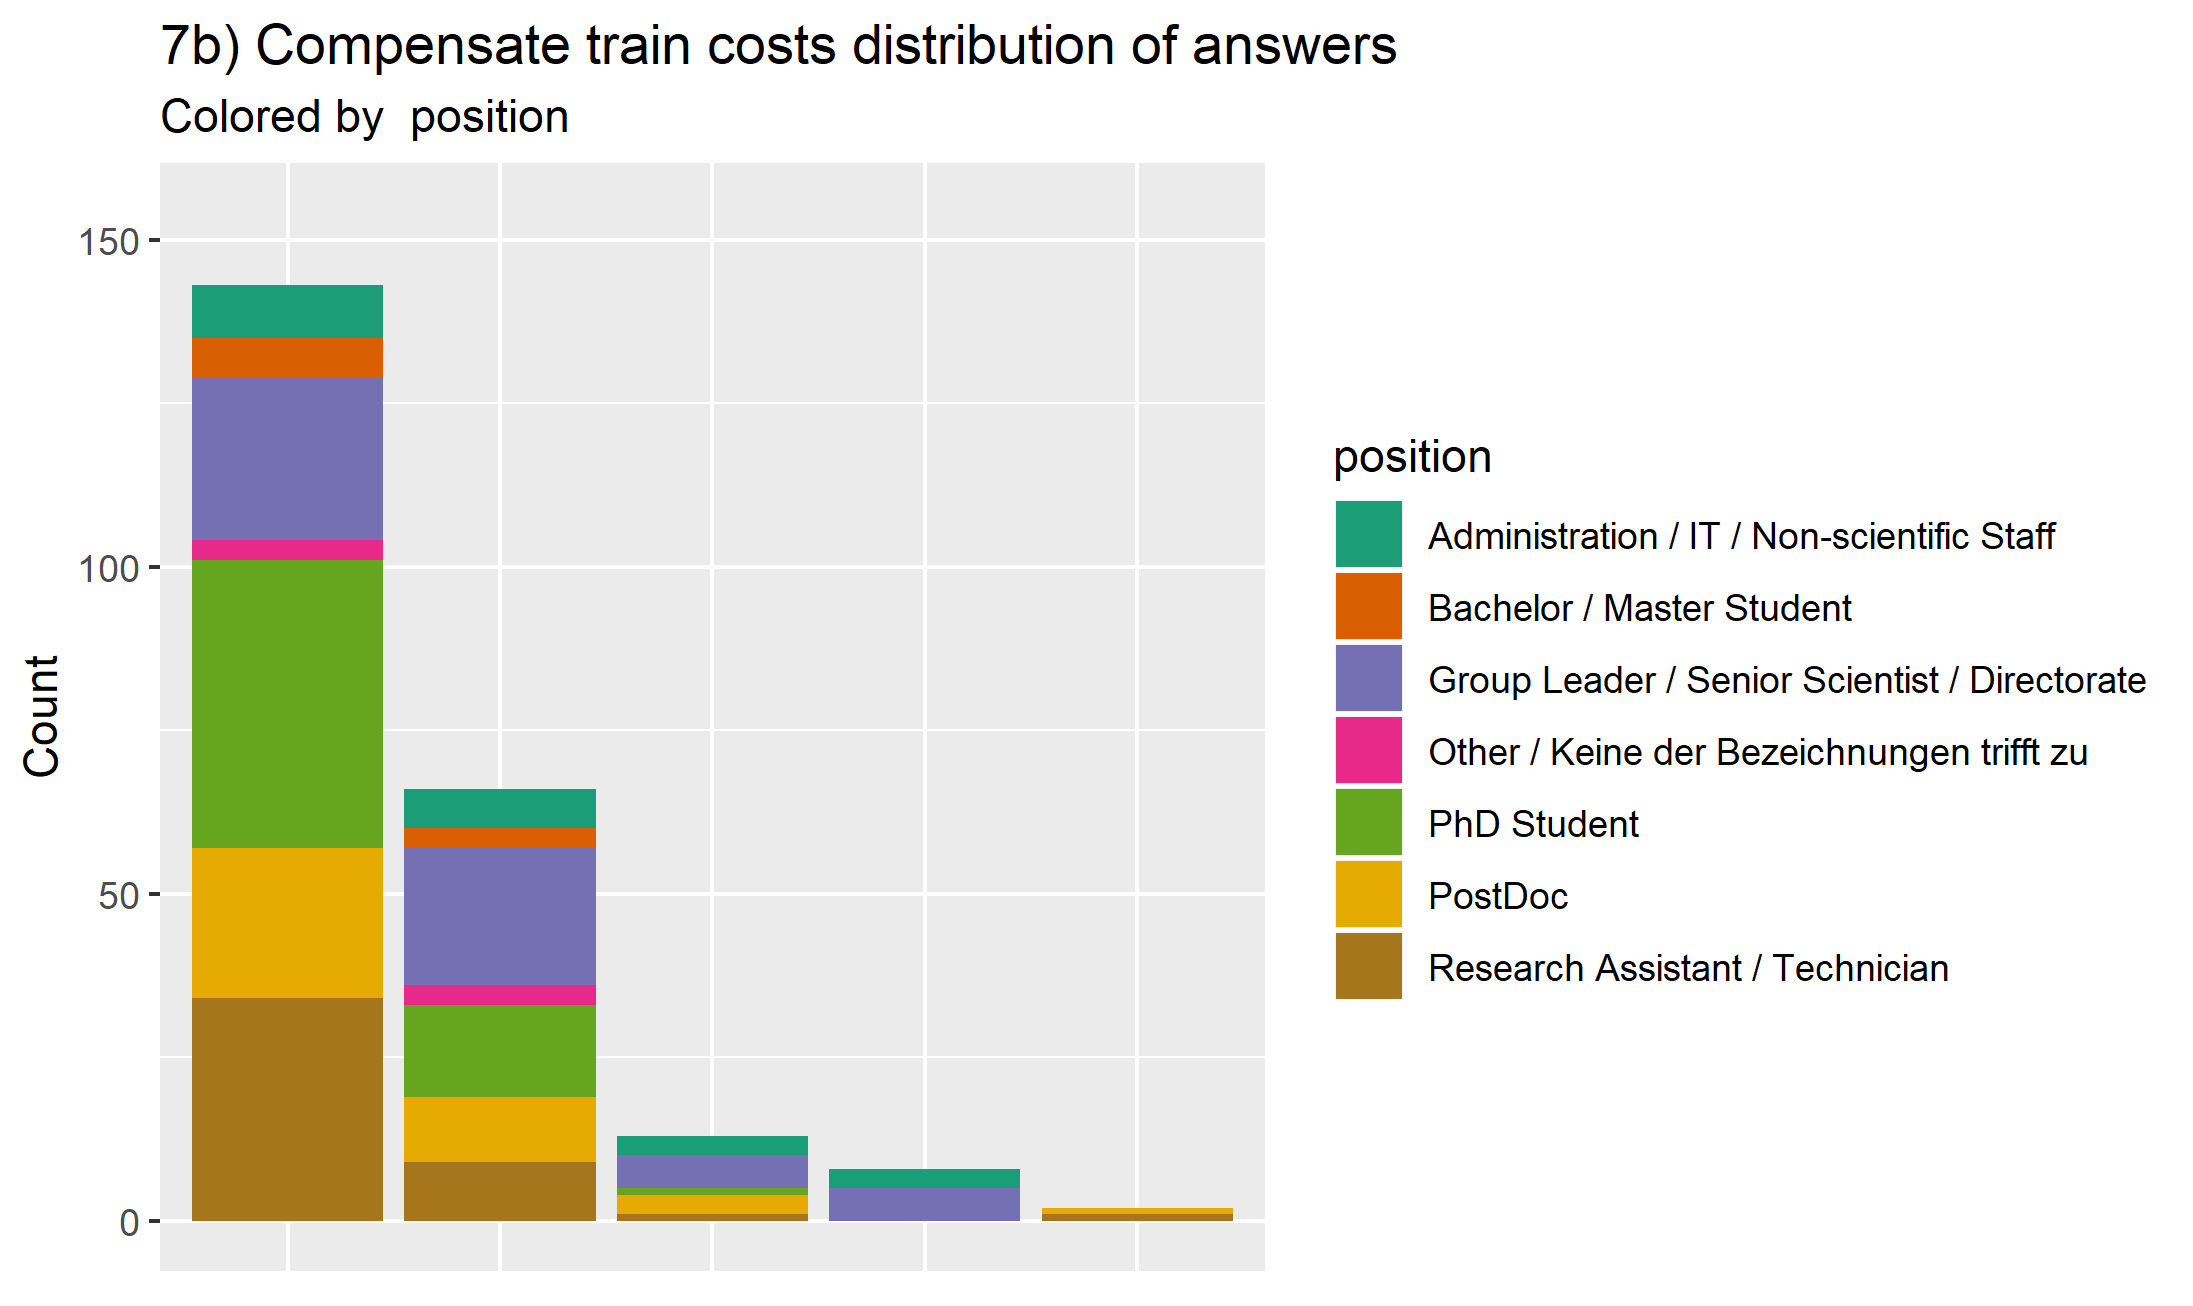 7b) Compensate train costs distribution of answers
Colored by  position
150
100
50
0
Count
position
Administration / IT / Non-scientific Staff
Bachelor / Master Student
Group Leader / Senior Scientist / Directorate
Other / Keine der Bezeichnungen trifft zu
PhD Student
PostDoc
Research Assistant / Technician